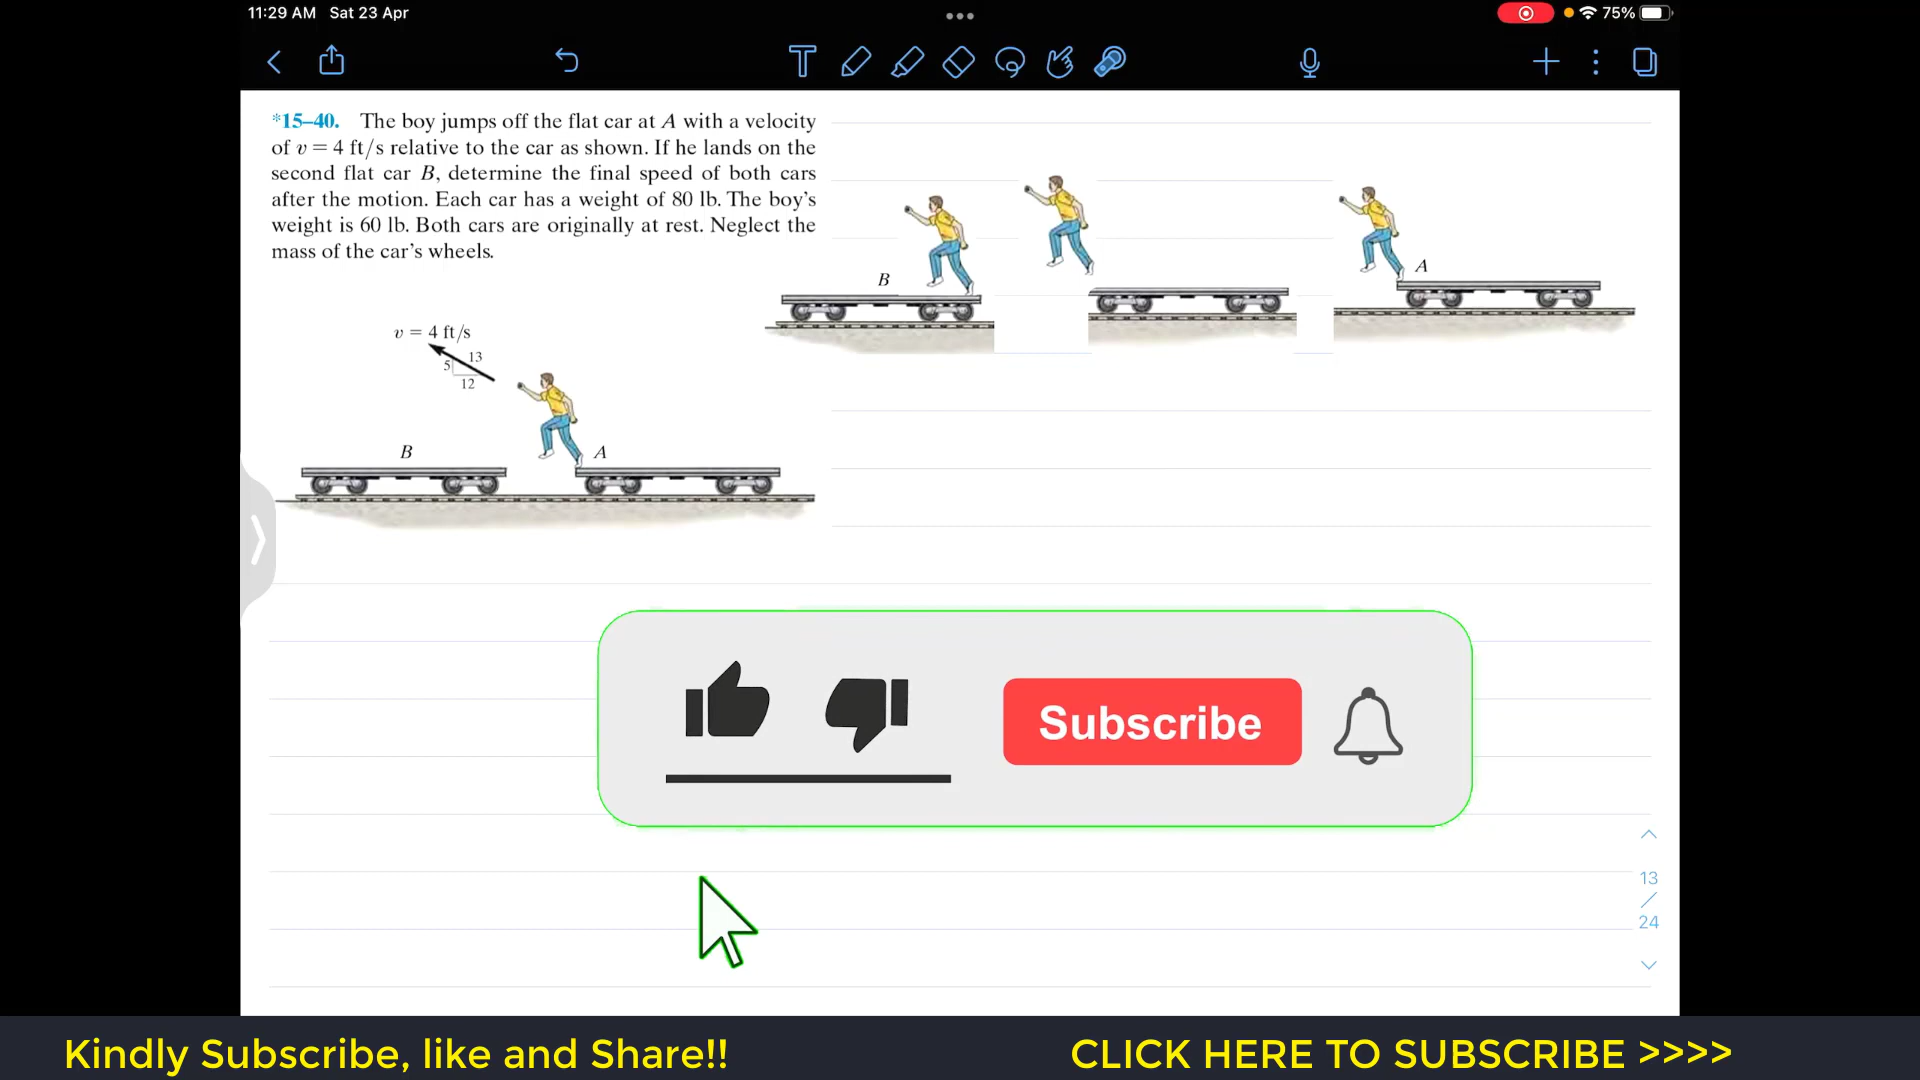 11:29 AM Sat 23 Apr
75%
*15–40. The boy jumps off the flat car at A with a velocity
of v = 4 ft/s relative to the car as shown. If he lands on the
second flat car B, determine the final speed of both cars
after the motion. Each car has a weight of 80 lb. The boy's
weight is 60 lb. Both cars are originally at rest. Neglect the
mass of the car's wheels.
B
A
v = 4 ft/s
13
5
12
B
A
Subscribe
13
/
24
Kindly Subscribe, like and Share!!
CLICK HERE TO SUBSCRIBE >>>>